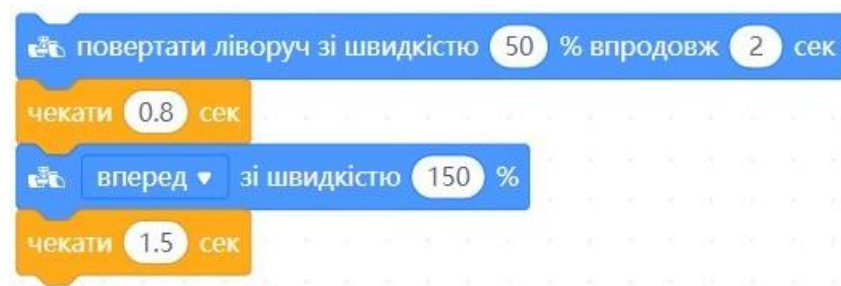 повертати ліворуч зі швидкістю 50 % впродовж 2 сек
чекати 0.8 сек
вперед зі швидкістю 150 %
чекати 1.5 сек